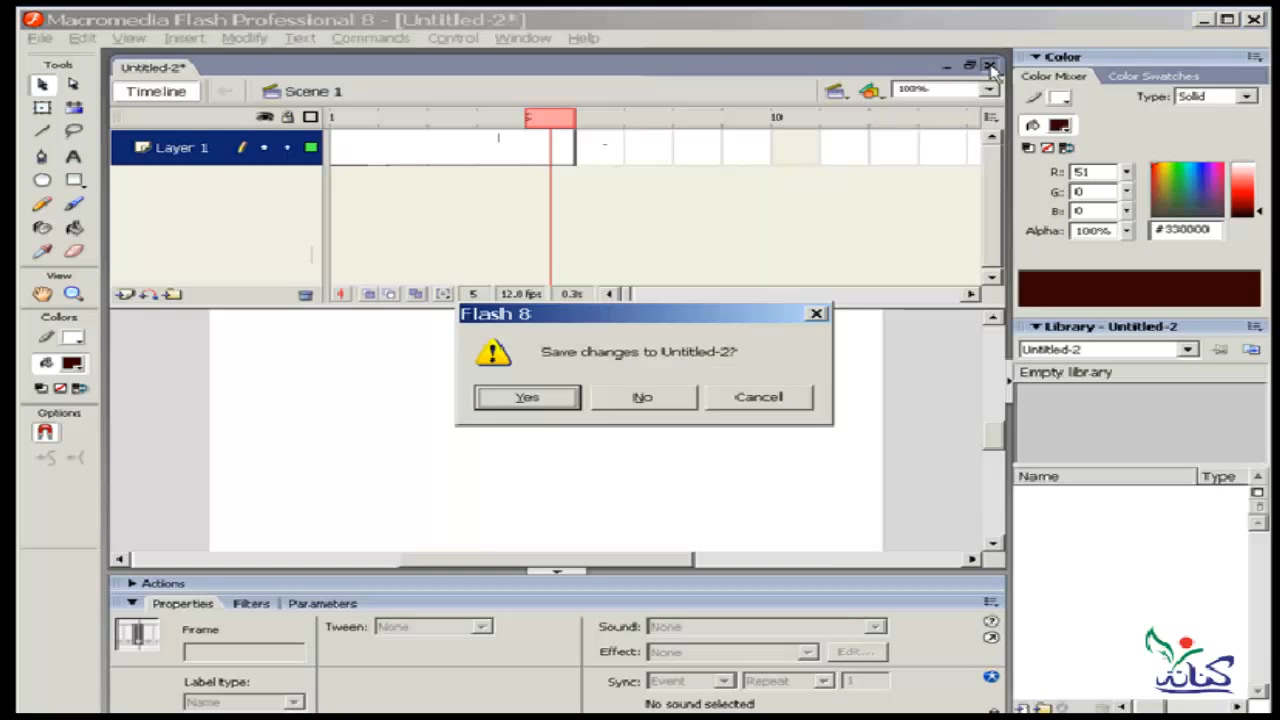 Macromedia Flash Professional 8 - [Untitled-2*]
File Edit View Insert Modify Text Commands Control Window Help
Tools
Untitled-2*
Color
Color Mixer Color Swatches
Timeline
Scene 1
100%
Type: Solid
1 5 10
Layer 1
R: 51
G: 0
B: 0
Alpha: 100%
#330000
View
5 12.0 fps 0.3s
Colors
Flash 8
Save changes to Untitled-2?
Yes No Cancel
Library - Untitled-2
Untitled-2
Empty library
Options
Name Type
Actions
Properties Filters Parameters
Frame
Tween: None
Sound: None
Effect: None
Edit...
Label type:
Name
Sync: Event Repeat 1
No sound selected
كنانة